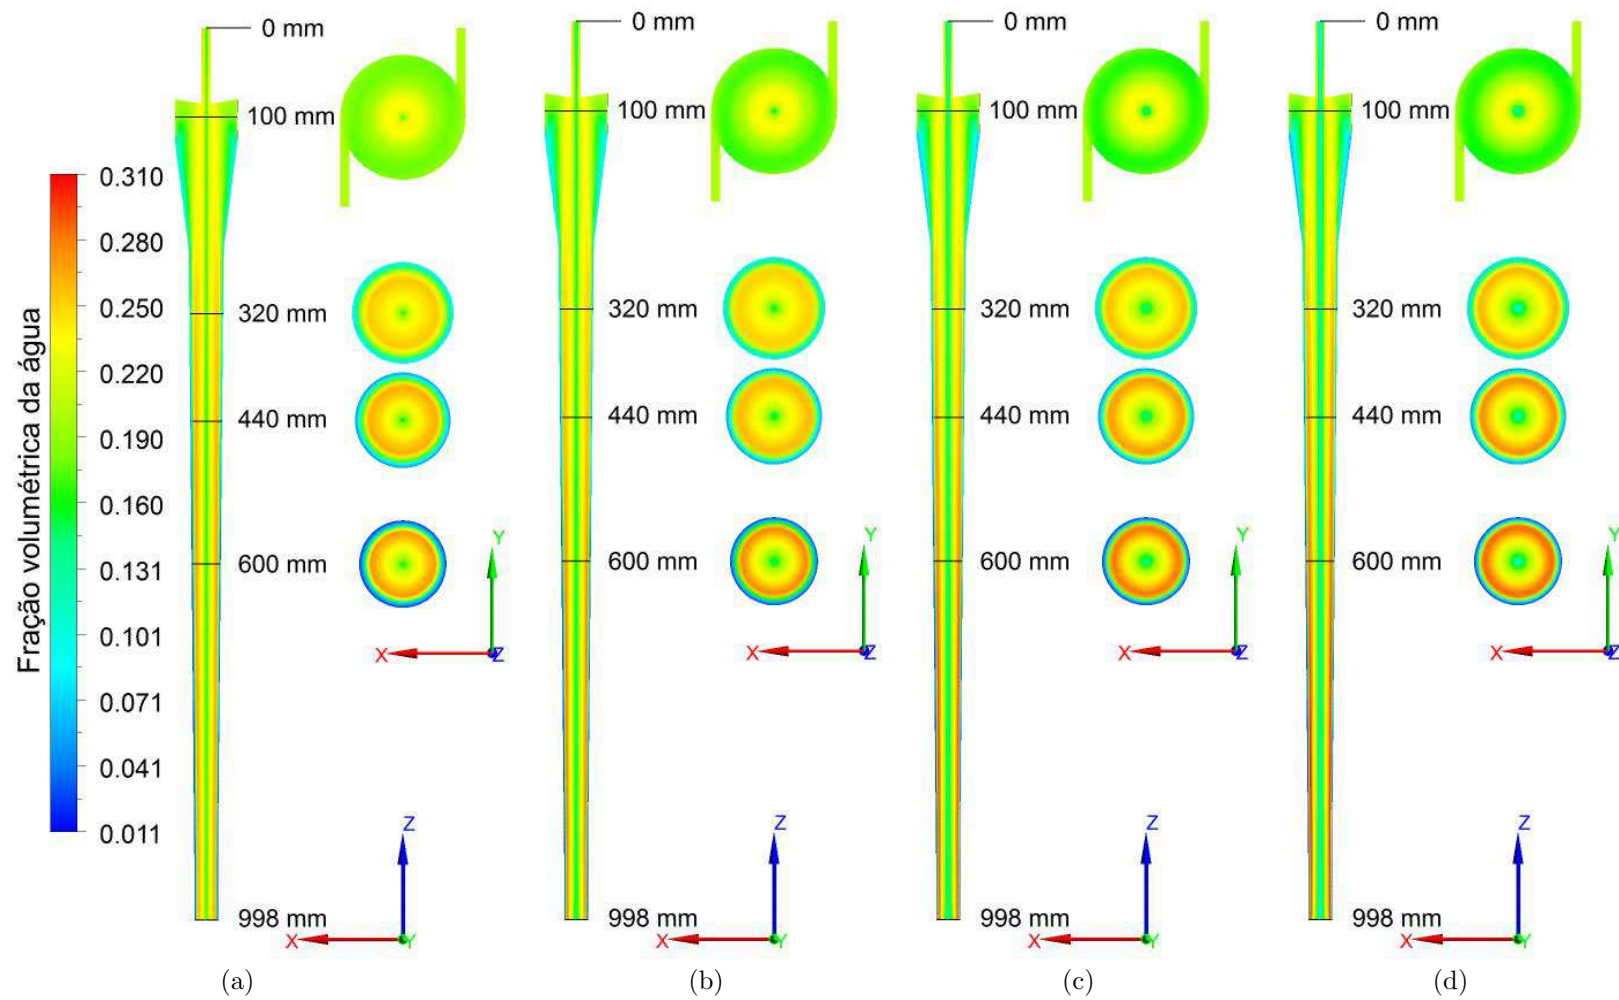 Fração volumétrica da água
0.310
0.280
0.250
0.220
0.190
0.160
0.131
0.101
0.071
0.041
0.011
0 mm
100 mm
320 mm
440 mm
600 mm
Y
X
Z
998 mm
Z
X
Y
(a)
0 mm
100 mm
320 mm
440 mm
600 mm
Y
X
Z
998 mm
Z
X
Y
(b)
0 mm
100 mm
320 mm
440 mm
600 mm
Y
X
Z
998 mm
Z
X
Y
(c)
0 mm
100 mm
320 mm
440 mm
600 mm
Y
X
Z
998 mm
Z
X
Y
(d)